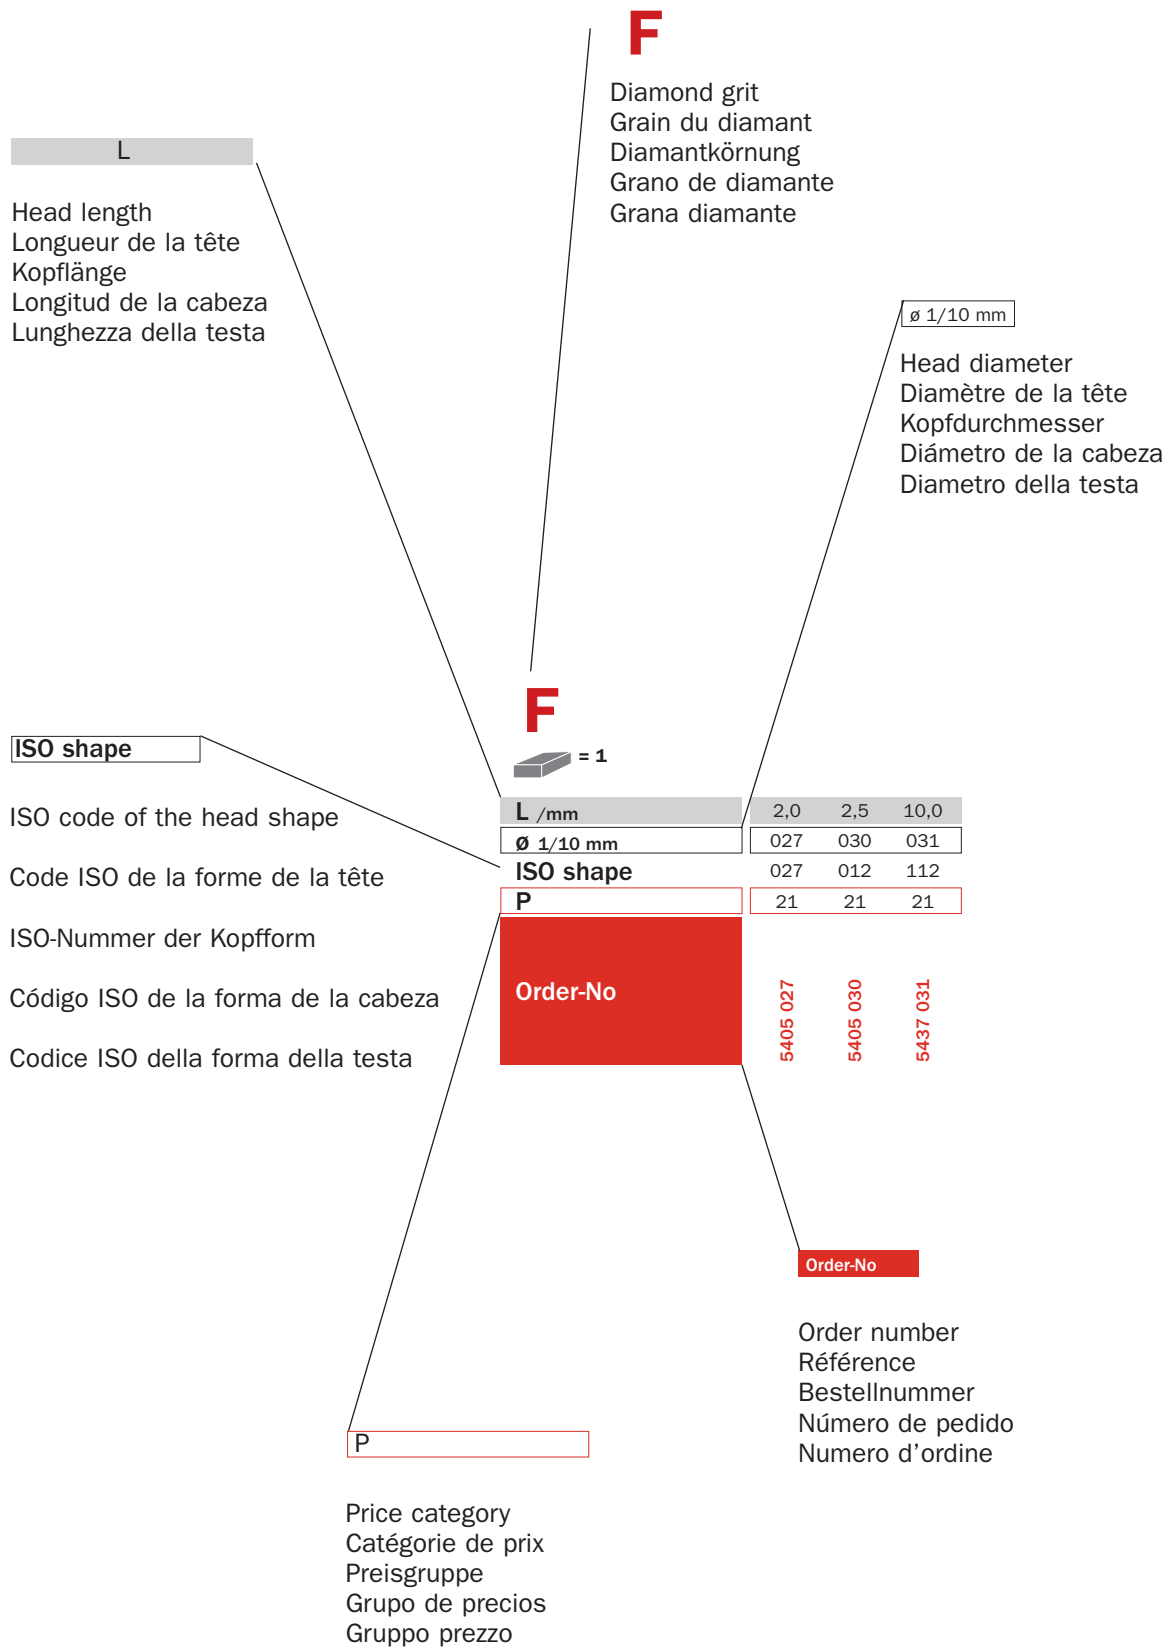 F
Diamond grit
Grain du diamant
Diamantkörnung
Grano de diamante
Grana diamante
L
Head length
Longueur de la tête
Kopflänge
Longitud de la cabeza
Lunghezza della testa
ø 1/10 mm
Head diameter
Diamètre de la tête
Kopfdurchmesser
Diámetro de la cabeza
Diametro della testa
F
= 1
ISO shape
ISO code of the head shape
Code ISO de la forme de la tête
ISO-Nummer der Kopfform
Código ISO de la forma de la cabeza
Codice ISO della forma della testa
L /mm 2,0 2,5 10,0
ø 1/10 mm 027 030 031
ISO shape 027 012 112
P 21 21 21
Order-No
5405 027
5405 030
5437 031
Order-No
Order number
Référence
Bestellnummer
Número de pedido
Numero d’ordine
P
Price category
Catégorie de prix
Preisgruppe
Grupo de precios
Gruppo prezzo